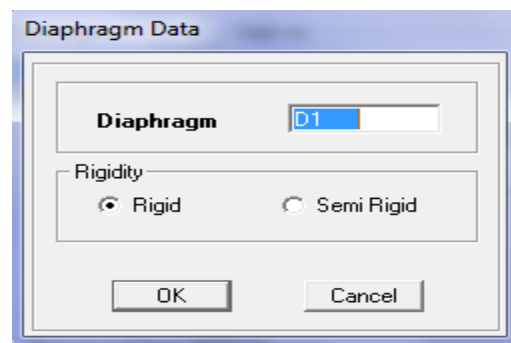 Diaphragm Data
Diaphragm D1
Rigidity
Rigid Semi Rigid
OK Cancel